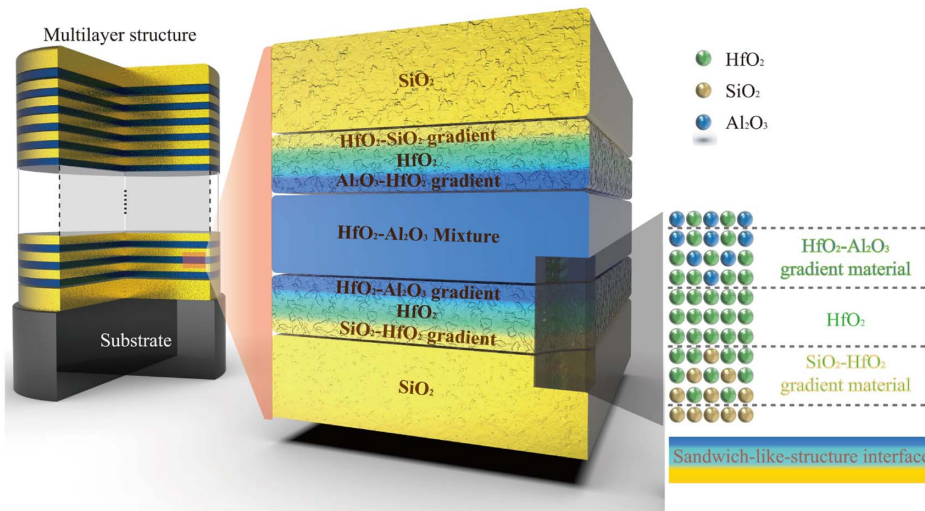 Multilayer structure
Substrate
SiO₂
HfO₂-SiO₂ gradient
HfO₂
Al₂O₃-HfO₂ gradient
HfO₂-Al₂O₃ Mixture
HfO₂-Al₂O₃ gradient
HfO₂
SiO₂-HfO₂ gradient
SiO₂
HfO₂
SiO₂
Al₂O₃
HfO₂-Al₂O₃
gradient material
HfO₂
SiO₂-HfO₂
gradient material
Sandwich-like-structure interface